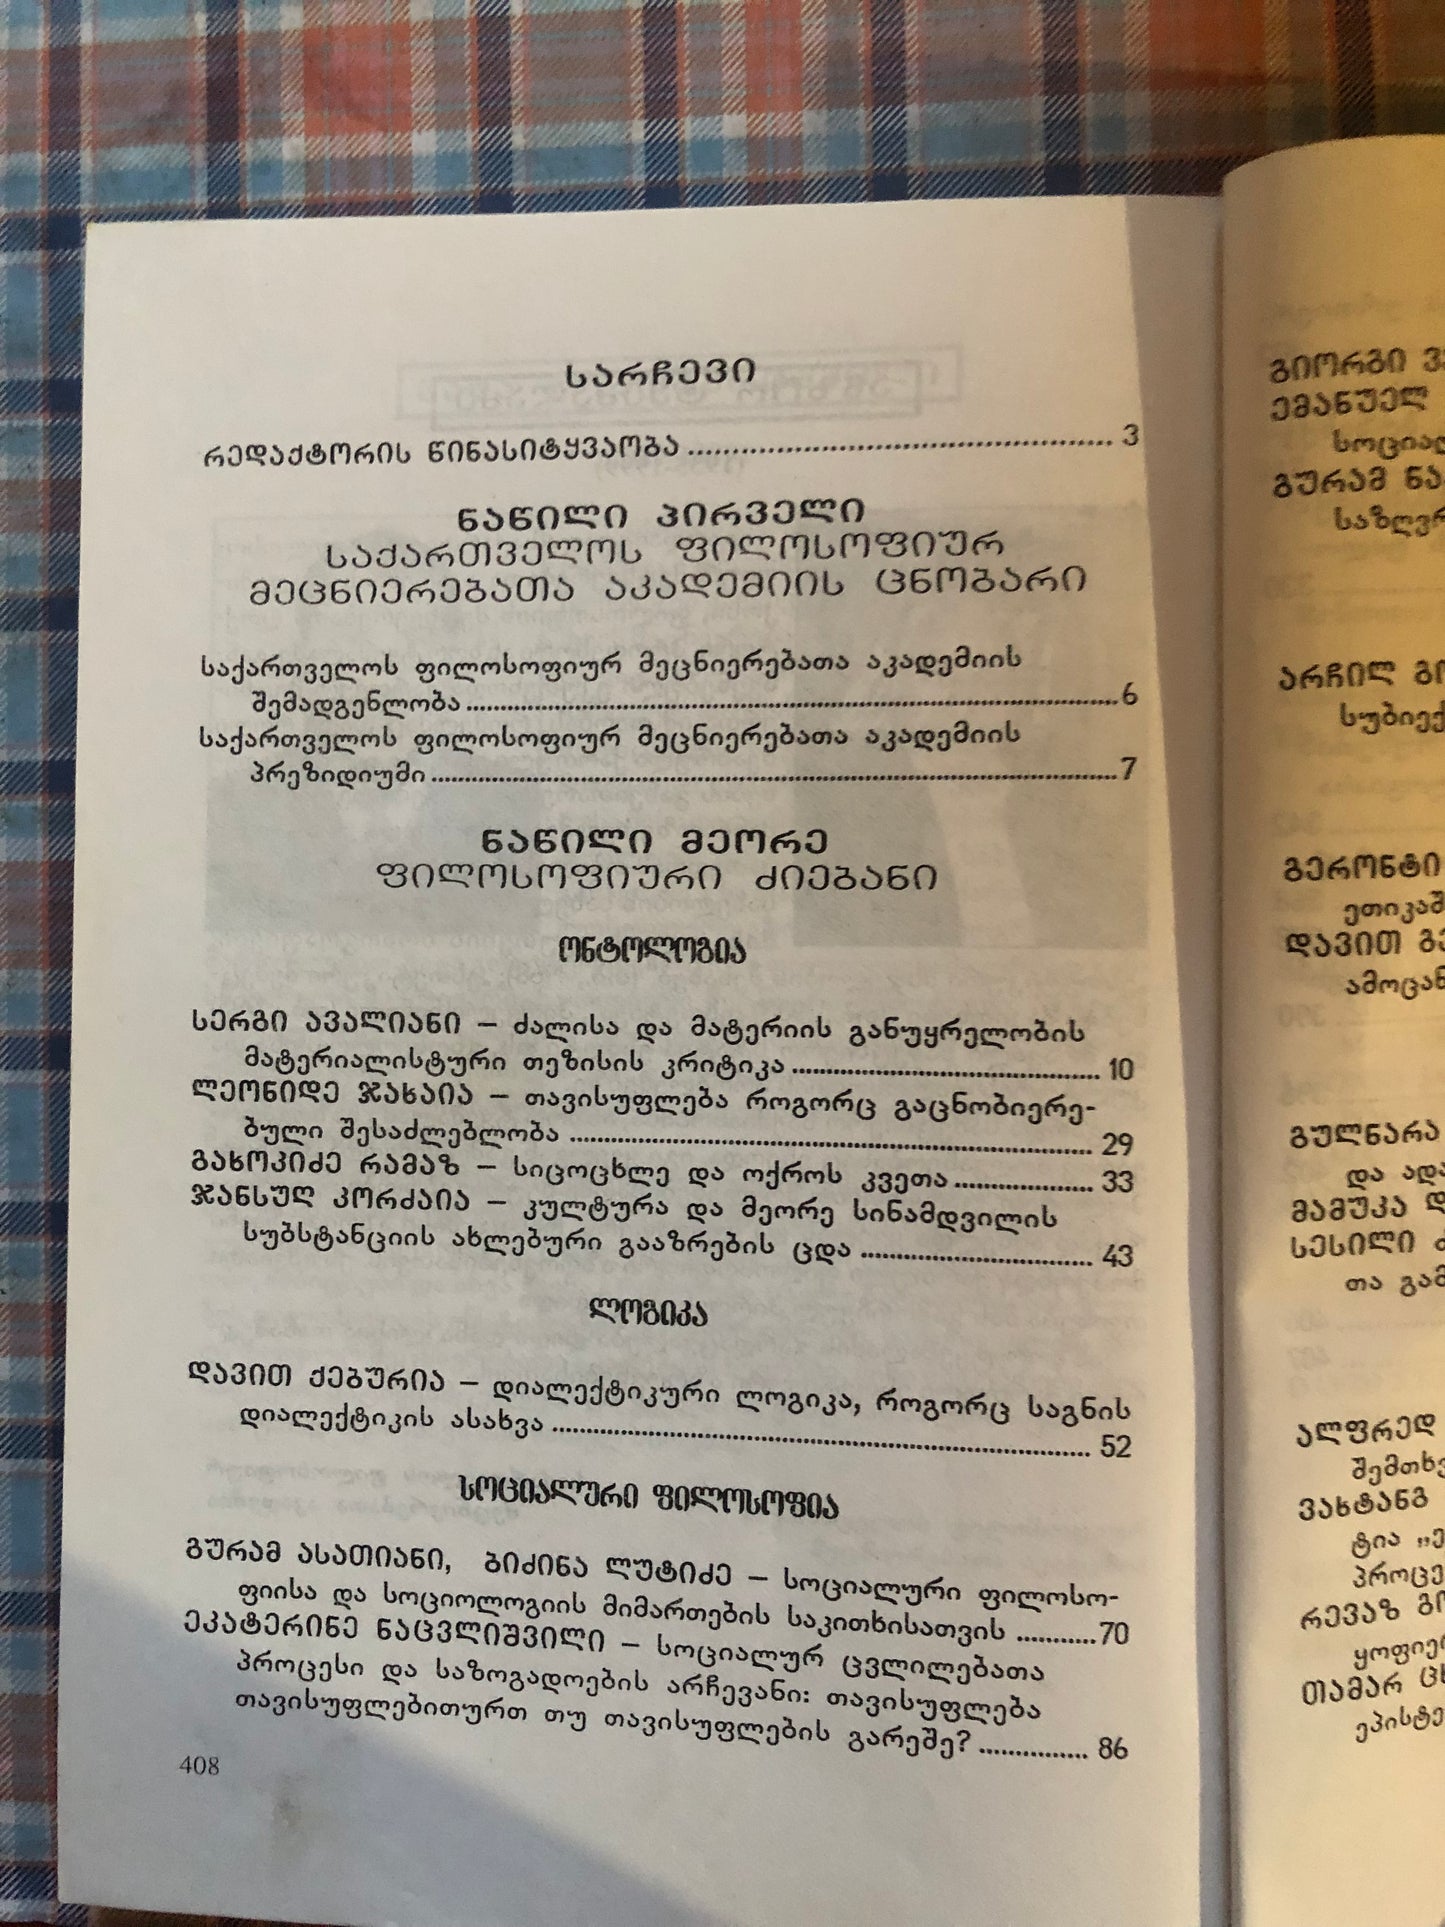 სარჩევი
რედაქტორის წინასიტყვაობა ........ 3
ნაწილი პირველი
საქართველოს ფილოსოფიურ
მეცნიერებათა აკადემიის ცნობარი
საქართველოს ფილოსოფიურ მეცნიერებათა აკადემიის
შემადგენლობა ........ 6
საქართველოს ფილოსოფიურ მეცნიერებათა აკადემიის
პრეზიდიუმი ........ 7
ნაწილი მეორე
ფილოსოფიური ძიებანი
ონტოლოგია
სერგი ავალიანი – ძალისა და მატერიის განუყრელობის
მატერიალისტური თეზისის კრიტიკა ........ 10
ლეონიდე ჯახაია – თავისუფლება როგორც გაცნობიერე-
ბული შესაძლებლობა ........ 29
გახოკიძე რამაზ – სიცოცხლე და ოქროს კვეთა ........ 33
ჯანსუღ კორძაია – კულტურა და მეორე სინამდვილის
სუბსტანციის ახლებური გააზრების ცდა ........ 43
ლოგიკა
დავით ქებურია – დიალექტიკური ლოგიკა, როგორც საგნის
დიალექტიკის ასახვა ........ 52
სოციალური ფილოსოფია
გურამ ასათიანი, ბიძინა ლუტიძე – სოციალური ფილოსო-
ფიისა და სოციოლოგიის მიმართების საკითხისათვის ........ 70
ეკატერინე ნაცვლიშვილი – სოციალურ ცვლილებათა
პროცესი და საზოგადოების არჩევანი: თავისუფლება
თავისუფლებითურთ თუ თავისუფლების გარეშე? ........ 86
408
გიორგი
ემანუელ
გურამ
არჩილ
გერონტი
დავით
გულნარა
და
მამუკა
სესილი
თა
ალფრედ
ვახტანგ
ტია
რევაზ
თამარ